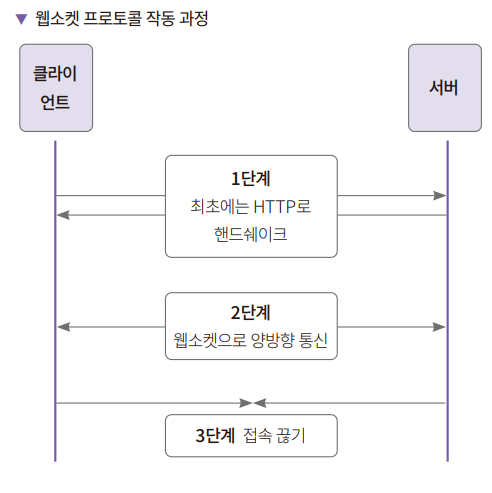 ▼ 웹소켓 프로토콜 작동 과정
클라이
언트
서버
1단계
최초에는 HTTP로
핸드쉐이크
2단계
웹소켓으로 양방향 통신
3단계 접속 끊기